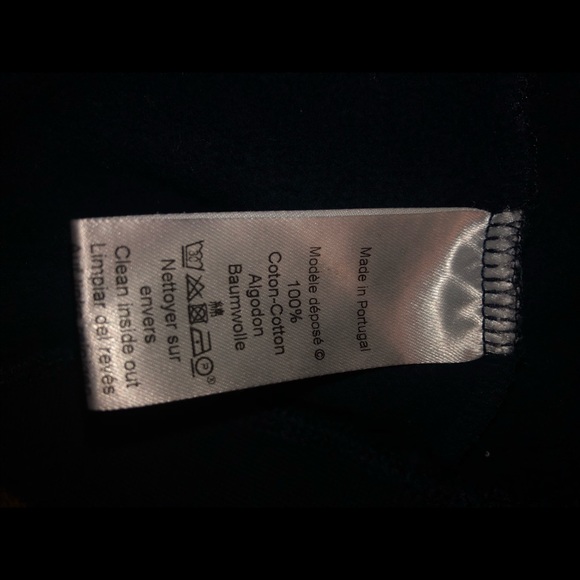 Made in Portugal
Modèle déposé ©
100%
Coton-Cotton
Algodon
Baumwolle
綿
Nettoyer sur
envers
Clean inside out
Limpiar del revés